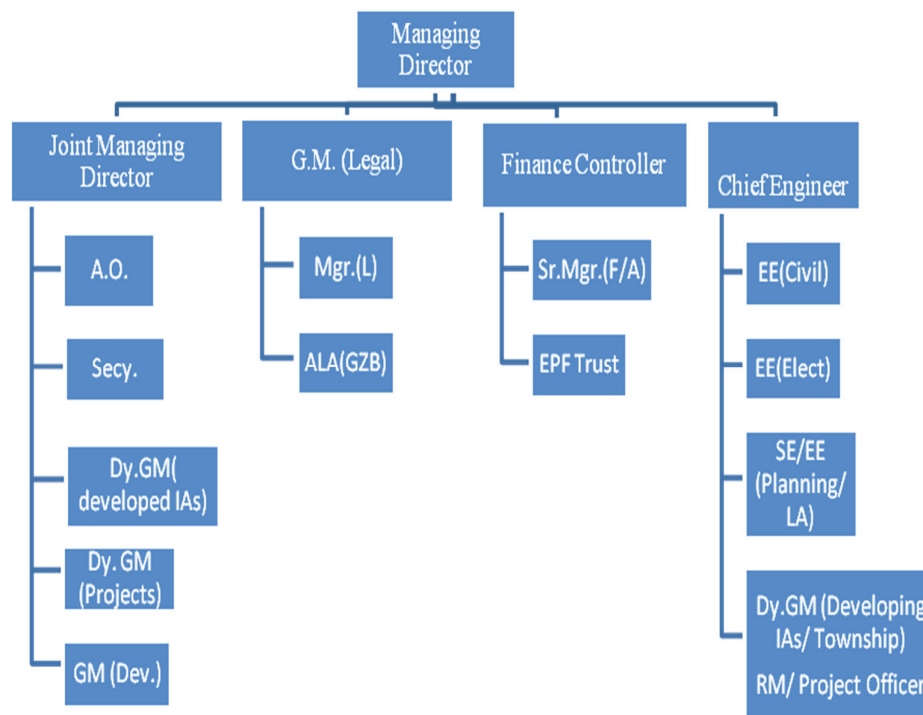 Managing
Director
Joint Managing
Director
G.M. (Legal)
Finance Controller
Chief Engineer
A.O.
Secy.
Dy.GM(
developed IAs)
Dy. GM
(Projects)
GM (Dev.)
Mgr.(L)
ALA(GZB)
Sr.Mgr.(F/A)
EPF Trust
EE(Civil)
EE(Elect)
SE/EE
(Planning/
LA)
Dy.GM (Developing
IAs/ Township)
RM/ Project Officer